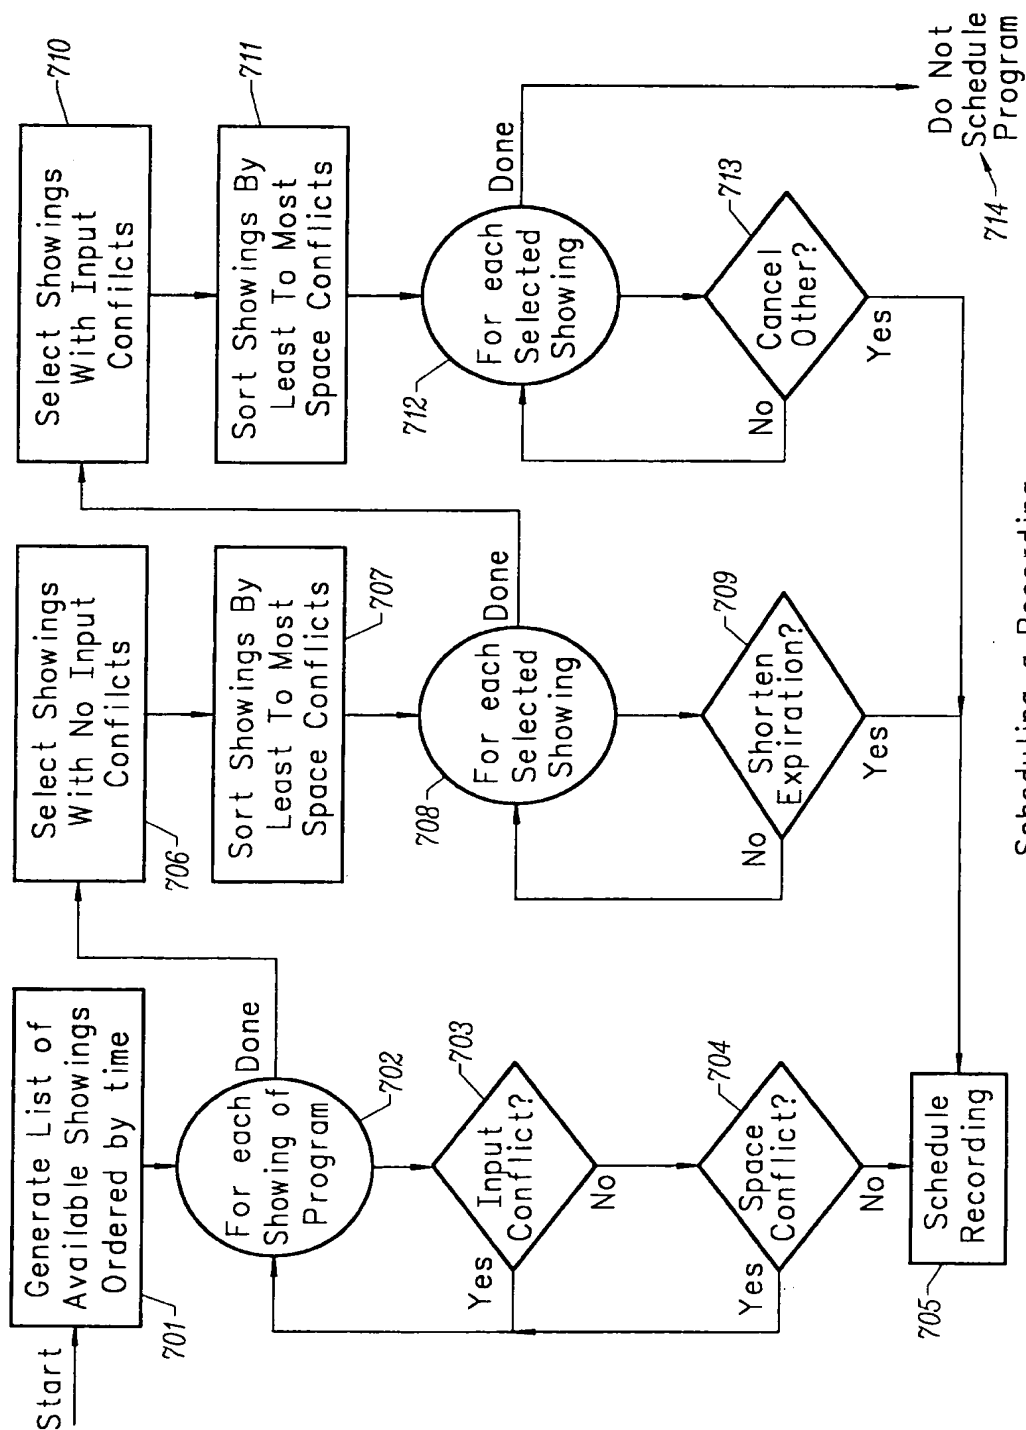 Start
Generate List of
Available Showings
Ordered by time
701
For each
Showing of
Program
Done
702
Input
Conflict?
703
Yes
No
Space
Conflict?
704
Yes
No
Schedule
Recording
705
Select Showings
With No Input
Confilcts
706
Sort Showings By
Least To Most
Space Conflicts
707
For each
Selected
Showing
Done
708
Shorten
Expiration?
709
No
Yes
Select Showings
With Input
Confilcts
710
Sort Showings By
Least To Most
Space Conflicts
711
For each
Selected
Showing
Done
712
Cancel
Other?
713
No
Yes
Do Not
Schedule
Program
714
Scheduling a Recording